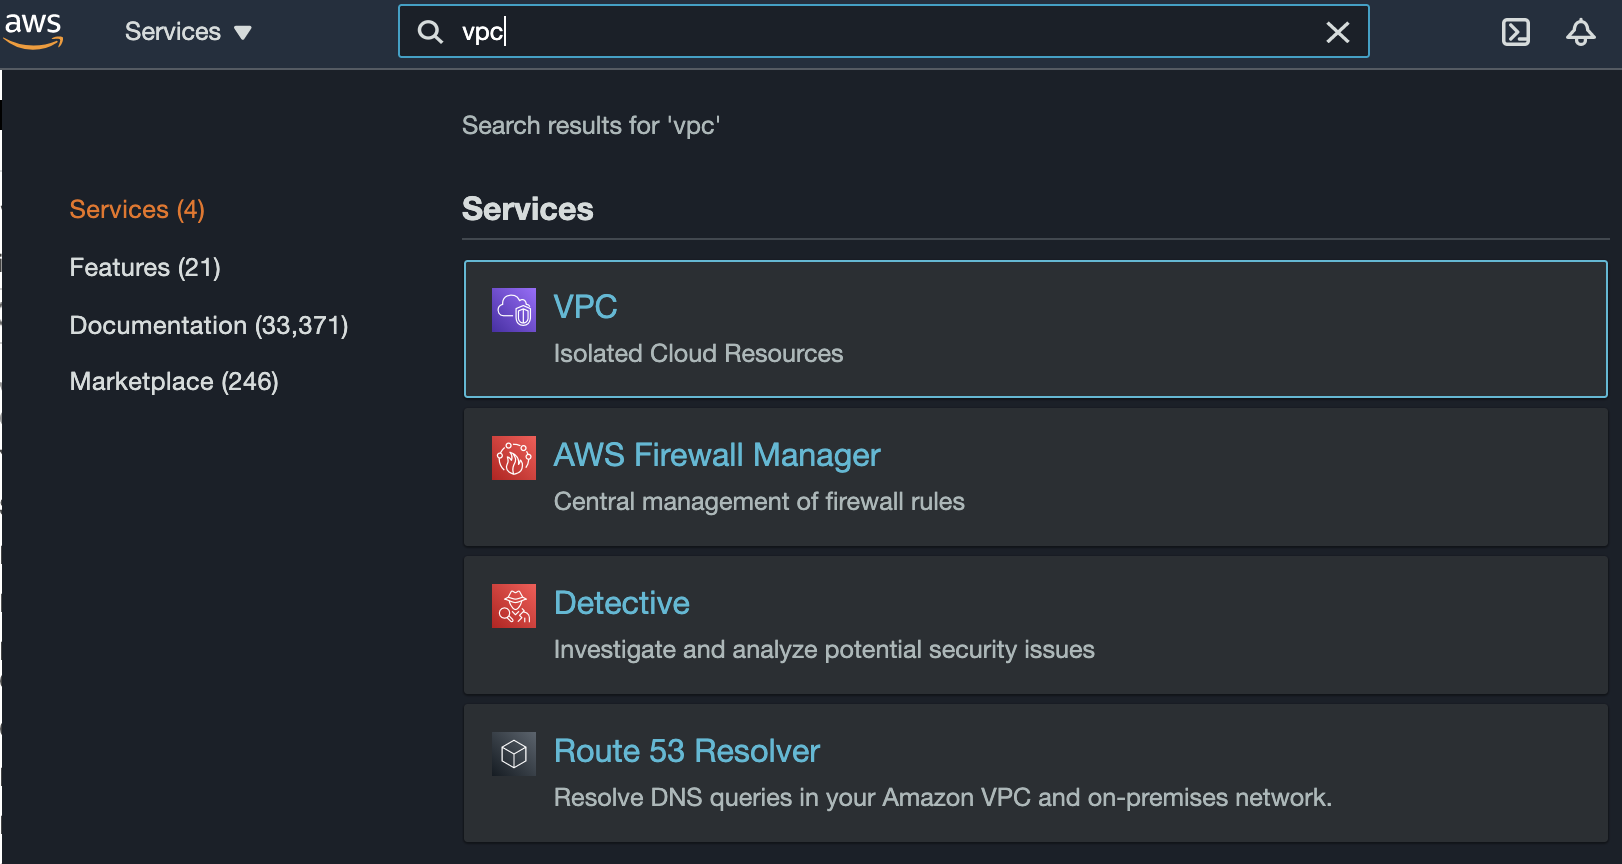 aws
Services
vpc
Search results for 'vpc'
Services (4)
Features (21)
Documentation (33,371)
Marketplace (246)
Services
VPC
Isolated Cloud Resources
AWS Firewall Manager
Central management of firewall rules
Detective
Investigate and analyze potential security issues
Route 53 Resolver
Resolve DNS queries in your Amazon VPC and on-premises network.